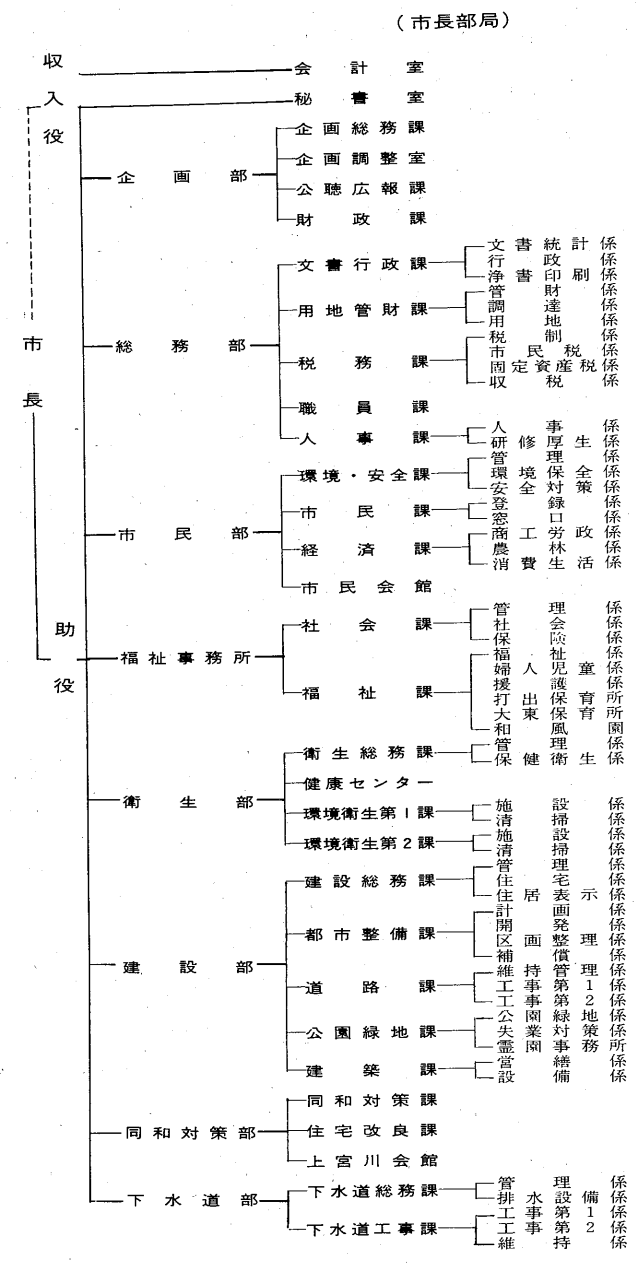 (市長部局)
収入役
市長
助役
会計室
秘書室
企画部
企画総務課
企画調整室
公聴広報課
財政課
総務部
文書行政課
文書統計係
行政係
浄書印刷係
用地管財課
管財係
調達係
用地係
税務課
税制係
市民税係
固定資産税係
収税係
職員課
人事課
人事係
研修厚生係
市民部
環境・安全課
管理係
環境保全係
安全対策係
市民課
登録係
窓口係
経済課
商工労政係
農林係
消費生活係
市民会館
福祉事務所
社会課
管理係
社会係
保険係
福祉課
福祉係
婦人児童係
援護係
打出保育所
大東保育所
和風園
衛生部
衛生総務課
管理係
保健衛生係
健康センター
環境衛生第1課
施設係
清掃係
環境衛生第2課
施設係
清掃係
建設部
建設総務課
管理係
住宅係
住居表示係
都市整備課
計画係
開発係
区画整理係
補償係
道路課
維持管理係
工事第1係
工事第2係
公園緑地課
公園緑地係
失業対策係
霊園事務所
建築課
営繕係
設備係
同和対策部
同和対策課
住宅改良課
上宮川会館
下水道部
下水道総務課
管理係
排水設備係
下水道工事課
工事第1係
工事第2係
維持係